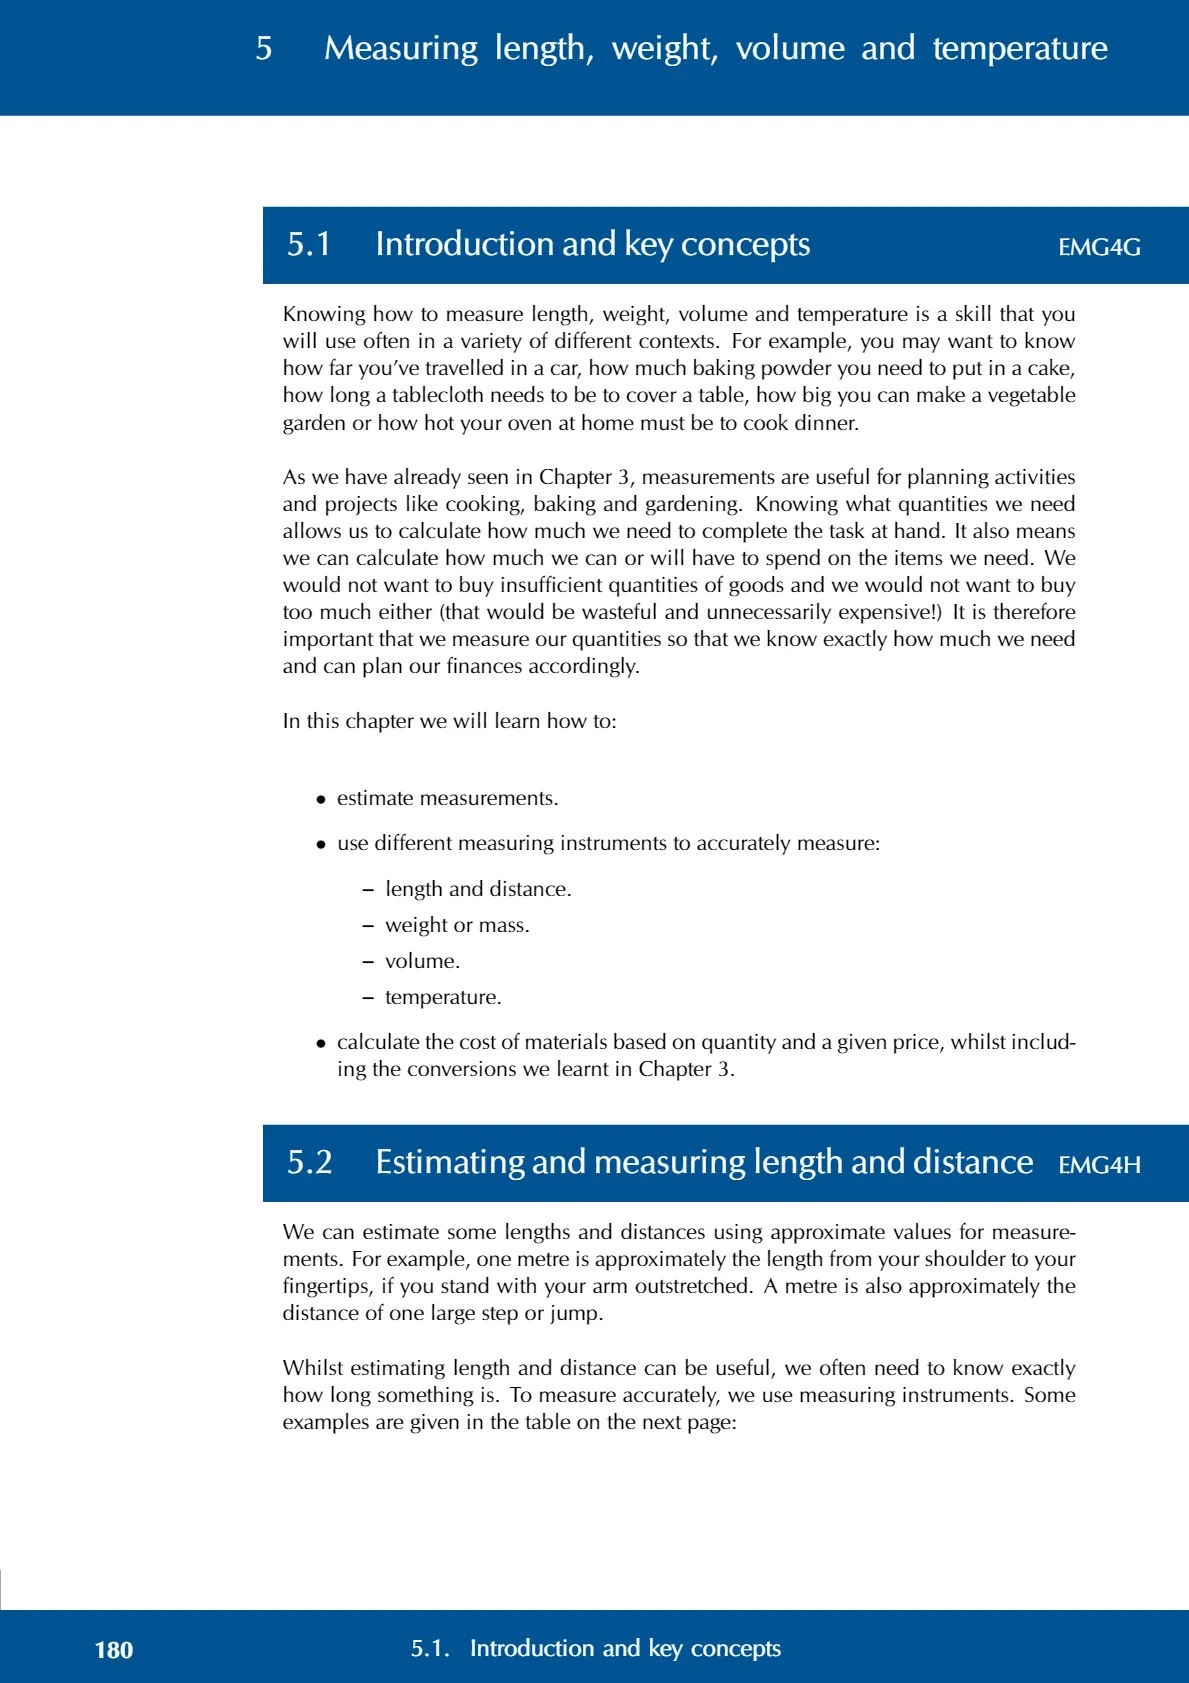 5 Measuring length, weight, volume and temperature
5.1 Introduction and key concepts EMG4G
Knowing how to measure length, weight, volume and temperature is a skill that you
will use often in a variety of different contexts. For example, you may want to know
how far you’ve travelled in a car, how much baking powder you need to put in a cake,
how long a tablecloth needs to be to cover a table, how big you can make a vegetable
garden or how hot your oven at home must be to cook dinner.
As we have already seen in Chapter 3, measurements are useful for planning activities
and projects like cooking, baking and gardening. Knowing what quantities we need
allows us to calculate how much we need to complete the task at hand. It also means
we can calculate how much we can or will have to spend on the items we need. We
would not want to buy insufficient quantities of goods and we would not want to buy
too much either (that would be wasteful and unnecessarily expensive!) It is therefore
important that we measure our quantities so that we know exactly how much we need
and can plan our finances accordingly.
In this chapter we will learn how to:
• estimate measurements.
• use different measuring instruments to accurately measure:
– length and distance.
– weight or mass.
– volume.
– temperature.
• calculate the cost of materials based on quantity and a given price, whilst includ-
ing the conversions we learnt in Chapter 3.
5.2 Estimating and measuring length and distance EMG4H
We can estimate some lengths and distances using approximate values for measure-
ments. For example, one metre is approximately the length from your shoulder to your
fingertips, if you stand with your arm outstretched. A metre is also approximately the
distance of one large step or jump.
Whilst estimating length and distance can be useful, we often need to know exactly
how long something is. To measure accurately, we use measuring instruments. Some
examples are given in the table on the next page:
180 5.1. Introduction and key concepts